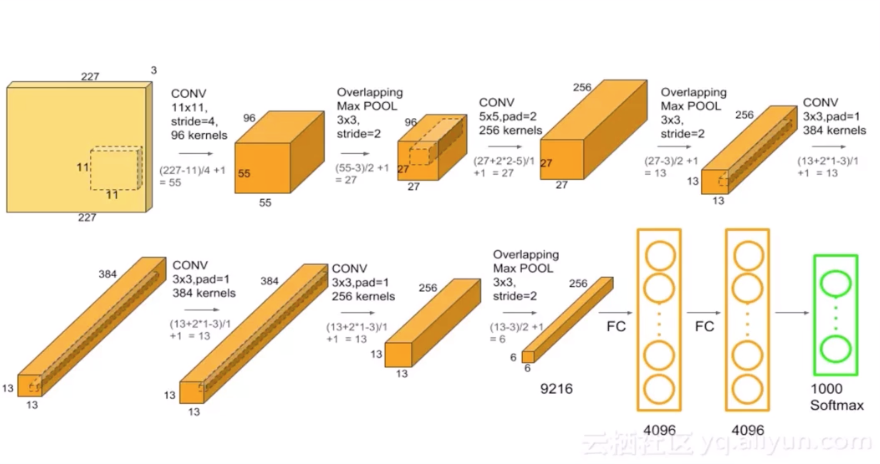 227
3
11
11
227
CONV
11x11,
stride=4,
96 kernels
(227-11)/4 +1
= 55
96
55
55
Overlapping
Max POOL
3x3,
stride=2
(55-3)/2 +1
= 27
96
27
27
CONV
5x5,pad=2
256 kernels
(27+2*2-5)/1
+1 = 27
256
27
27
Overlapping
Max POOL
3x3,
stride=2
(27-3)/2 +1
= 13
256
13
13
CONV
3x3,pad=1
384 kernels
(13+2*1-3)/1
+1 = 13
384
13
13
CONV
3x3,pad=1
384 kernels
(13+2*1-3)/1
+1 = 13
384
13
13
CONV
3x3,pad=1
256 kernels
(13+2*1-3)/1
+1 = 13
256
13
13
Overlapping
Max POOL
3x3,
stride=2
(13-3)/2 +1
= 6
256
6
6
9216
FC
4096
FC
4096
1000
Softmax
云栖社区 yq.aliyun.com